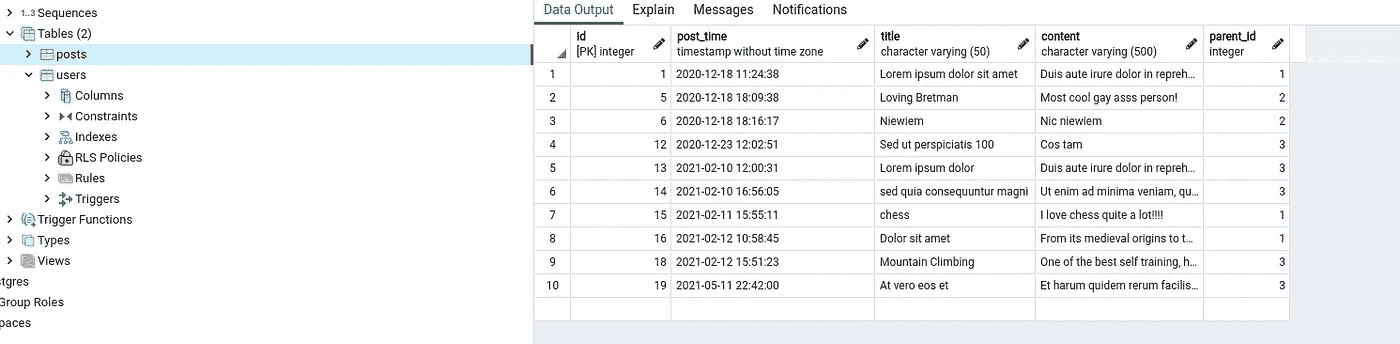 1..3 Sequences
Tables (2)
posts
users
Columns
Constraints
Indexes
RLS Policies
Rules
Triggers
Trigger Functions
Types
Views
stgres
Group Roles
paces
Data Output Explain Messages Notifications
id post_time title content parent_id
[PK] integer timestamp without time zone character varying (50) character varying (500) integer
1 1 2020-12-18 11:24:38 Lorem ipsum dolor sit amet Duis aute irure dolor in repreh... 1
2 5 2020-12-18 18:09:38 Loving Bretman Most cool gay asss person! 2
3 6 2020-12-18 18:16:17 Niewiem Nic niewiem 2
4 12 2020-12-23 12:02:51 Sed ut perspiciatis 100 Cos tam 3
5 13 2021-02-10 12:00:31 Lorem ipsum dolor Duis aute irure dolor in repreh... 3
6 14 2021-02-10 16:56:05 sed quia consequuntur magni Ut enim ad minima veniam, qu... 3
7 15 2021-02-11 15:55:11 chess I love chess quite a lot!!!! 1
8 16 2021-02-12 10:58:45 Dolor sit amet From its medieval origins to t... 1
9 18 2021-02-12 15:51:23 Mountain Climbing One of the best self training, h... 3
10 19 2021-05-11 22:42:00 At vero eos et Et harum quidem rerum facilis... 3